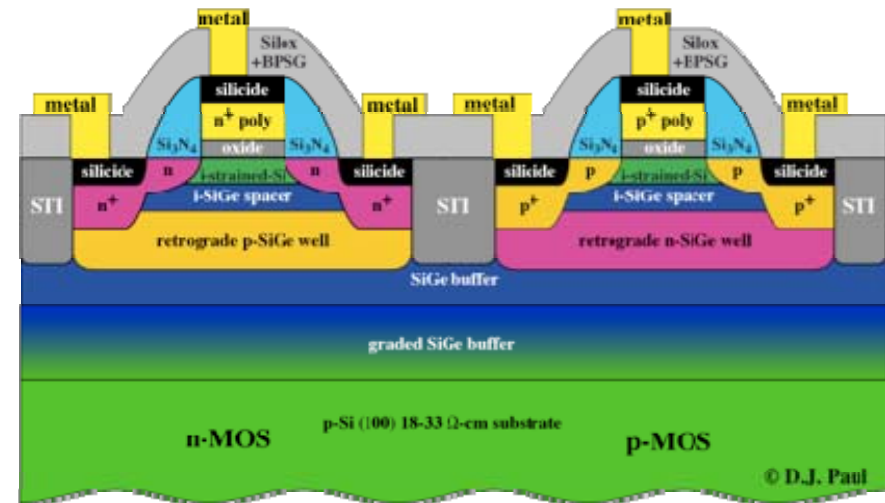 metal
metal
Silox
+BPSG
Silox
+EPSG
silicide
silicide
metal
metal
metal
metal
n+ poly
p+ poly
Si3N4
Si3N4
Si3N4
Si3N4
oxide
oxide
silicide
n
i-strained-Si
n
silicide
silicide
p
i-strained-Si
p
silicide
STI
n+
i-SiGe spacer
n+
STI
p+
i-SiGe spacer
p+
STI
retrograde p-SiGe well
retrograde n-SiGe well
SiGe buffer
graded SiGe buffer
p-Si (100) 18-33 Ω-cm substrate
n-MOS
p-MOS
© D.J. Paul